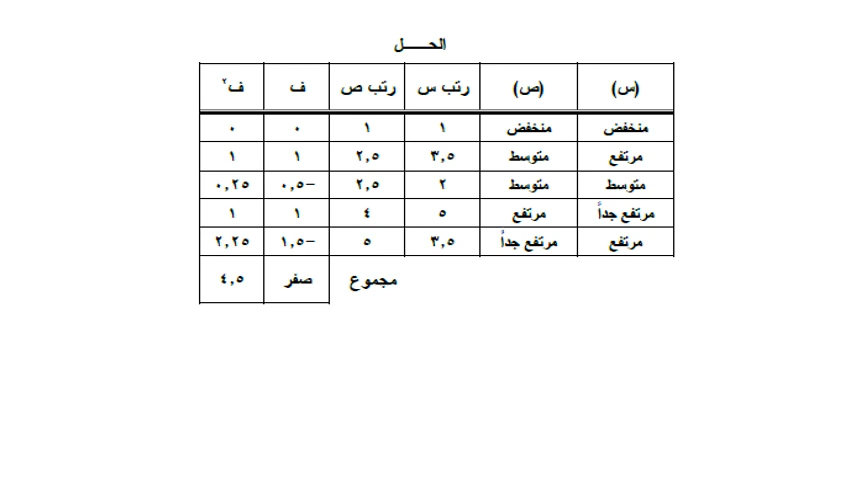 الحـــــل
(س) (ص) رتب س رتب ص ف ف٢
منخفض منخفض ١ ١ ٠ ٠
مرتفع متوسط ٣,٥ ٢,٥ ١ ١
متوسط متوسط ٢ ٢,٥ –٠,٥ ٠,٢٥
مرتفع جداً مرتفع ٥ ٤ ١ ١
مرتفع مرتفع جداً ٣,٥ ٥ –١,٥ ٢,٢٥
مجموع صفر ٤,٥